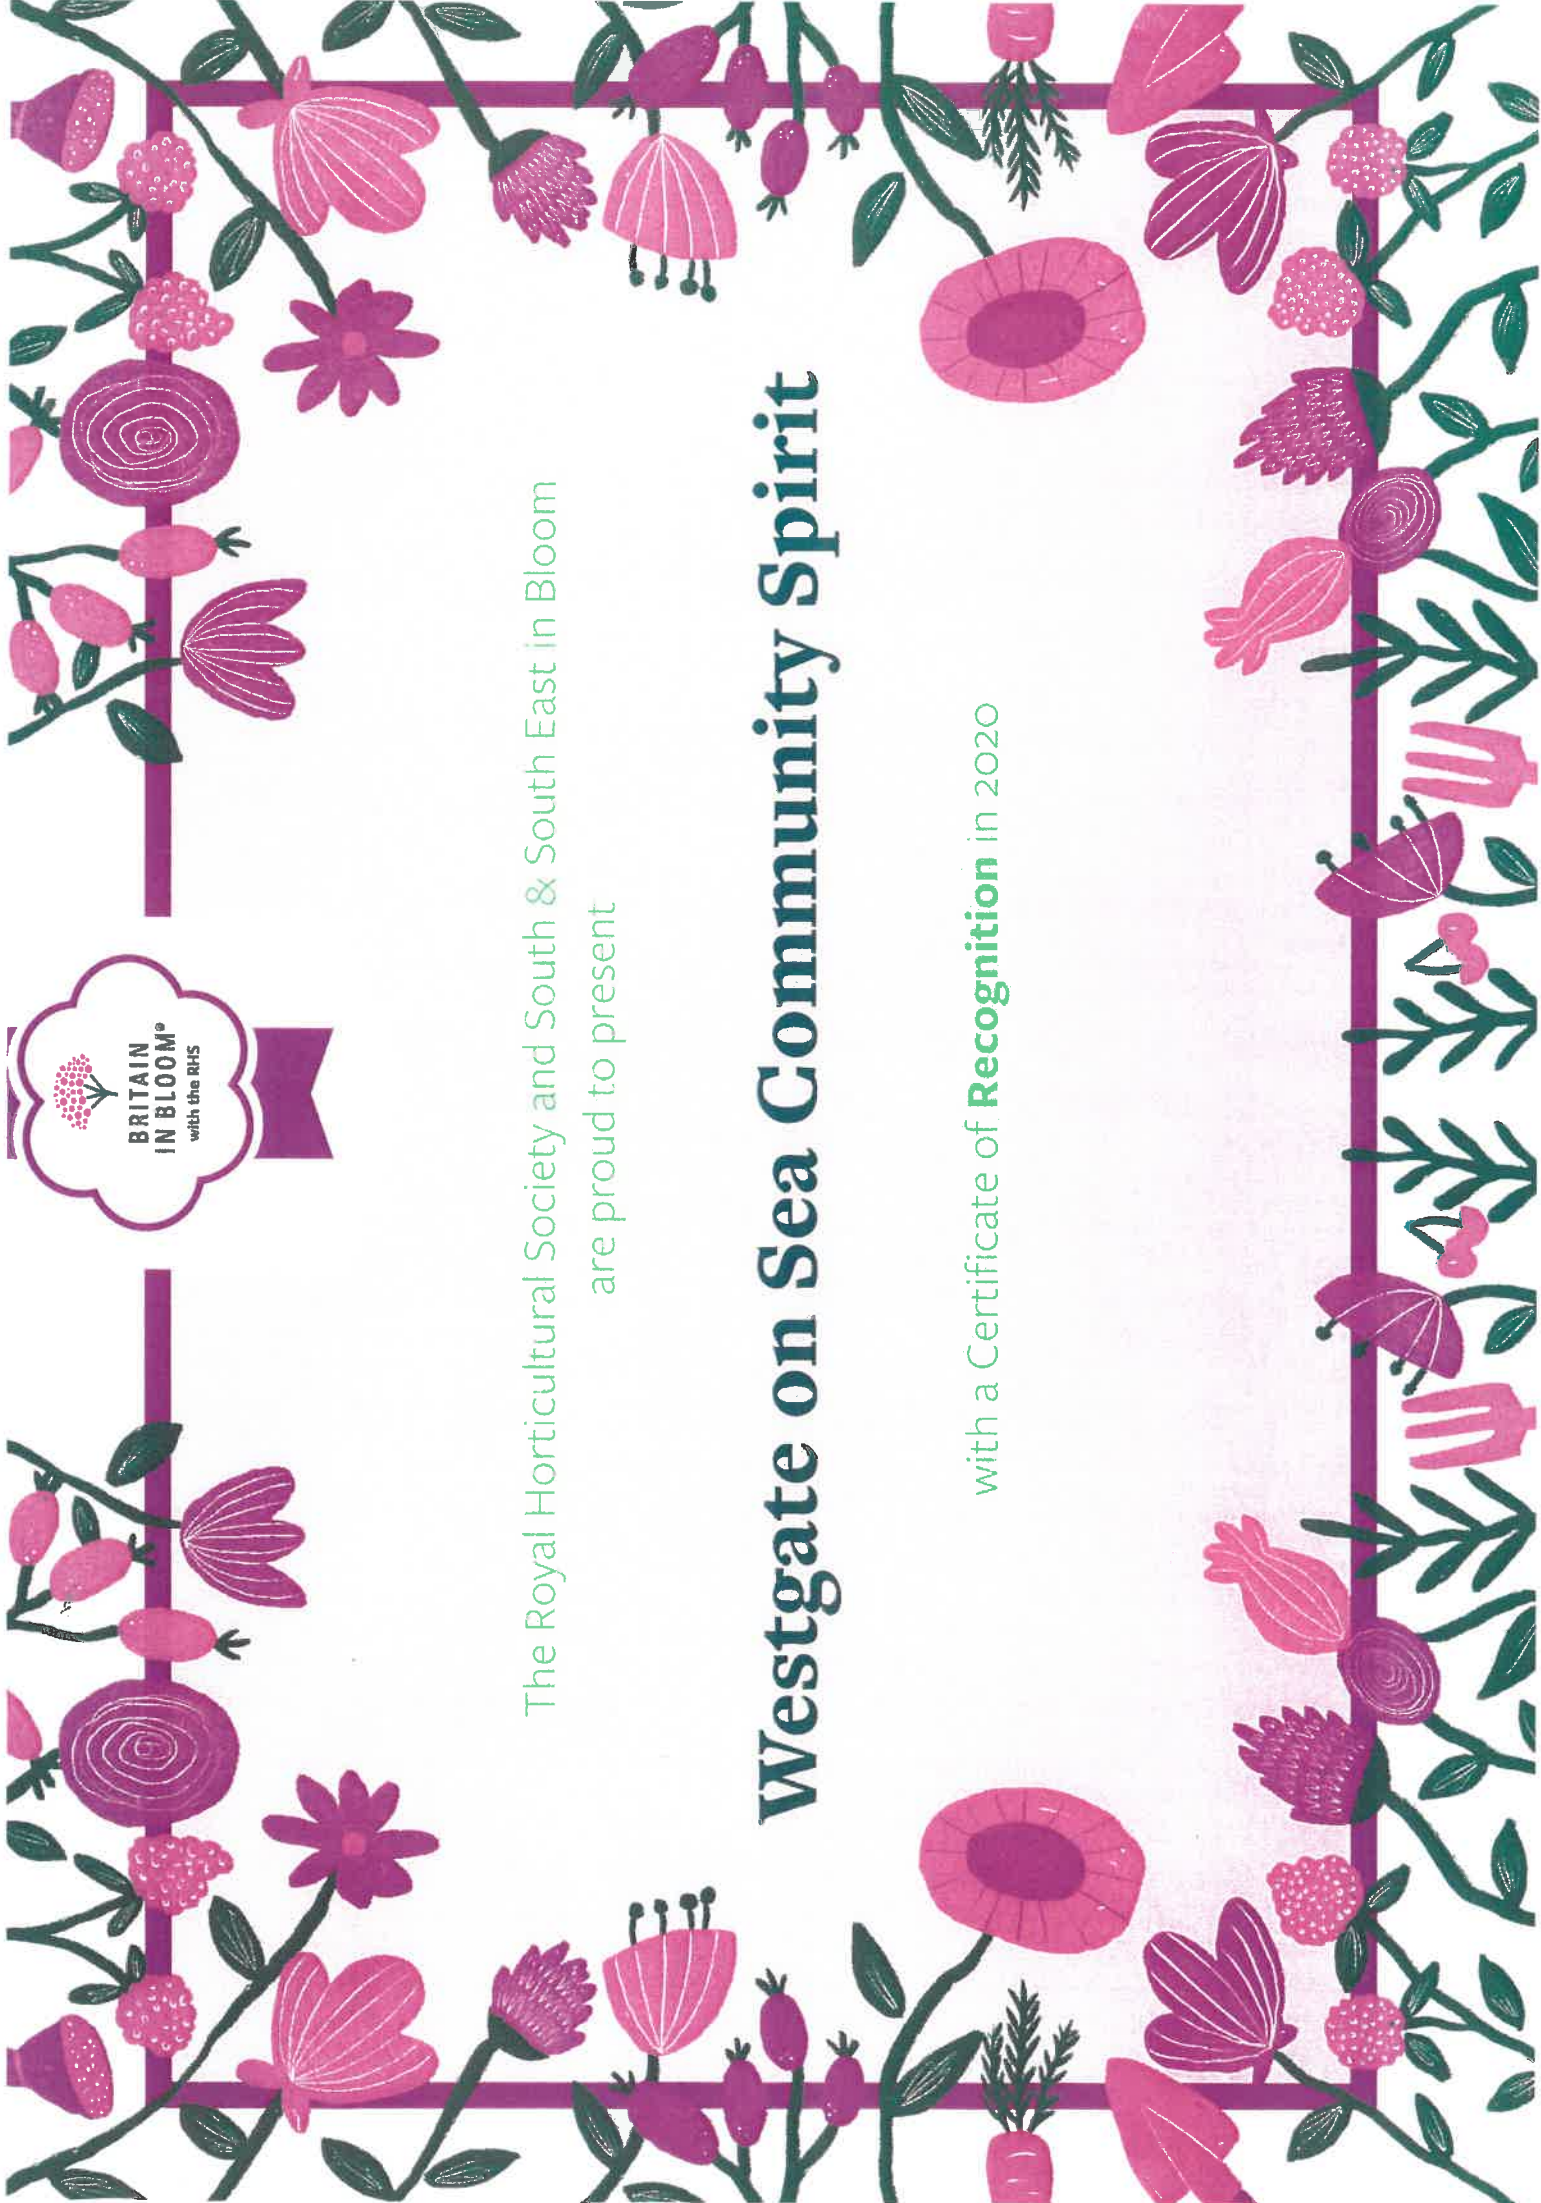 BRITAIN
IN BLOOM®
with the RHS
The Royal Horticultural Society and South & South East in Bloom
are proud to present
Westgate on Sea Community Spirit
with a Certificate of Recognition in 2020